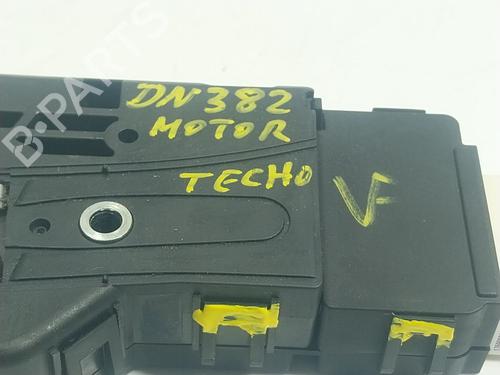 B-PARTS
DN382
MOTOR
TECHO
VF